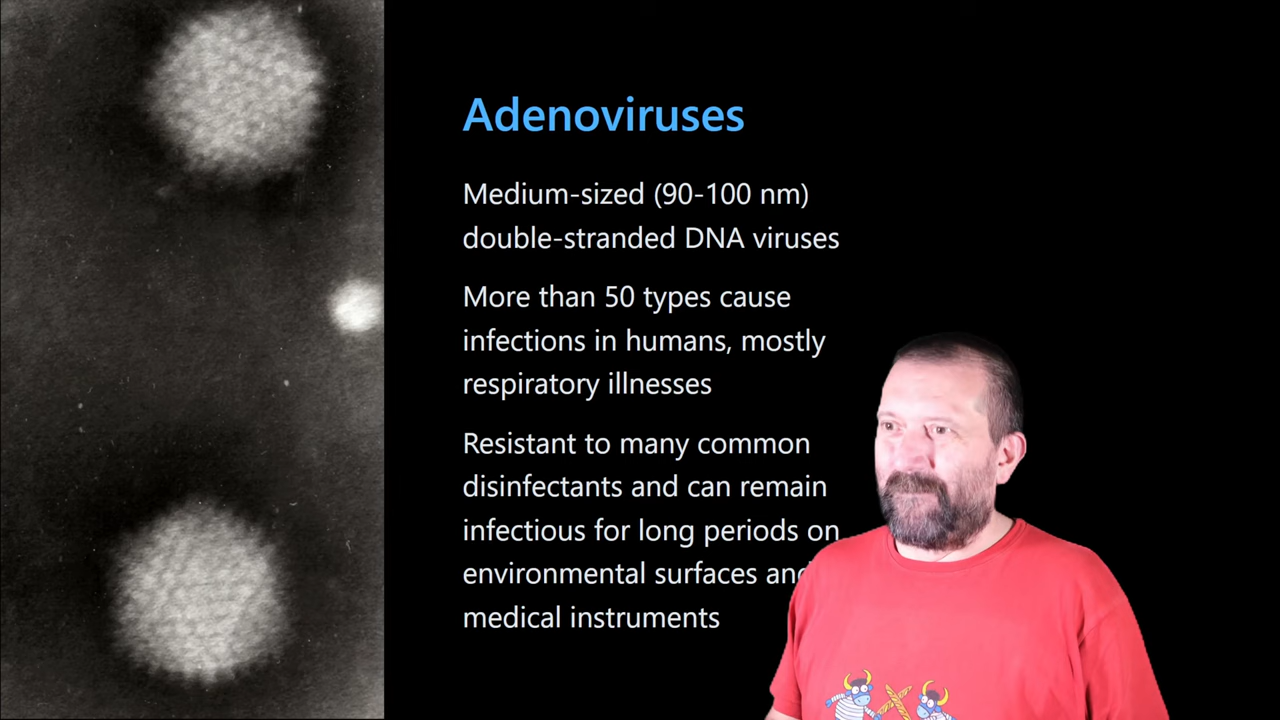 Adenoviruses
Medium-sized (90-100 nm)
double-stranded DNA viruses
More than 50 types cause
infections in humans, mostly
respiratory illnesses
Resistant to many common
disinfectants and can remain
infectious for long periods on
environmental surfaces and
medical instruments